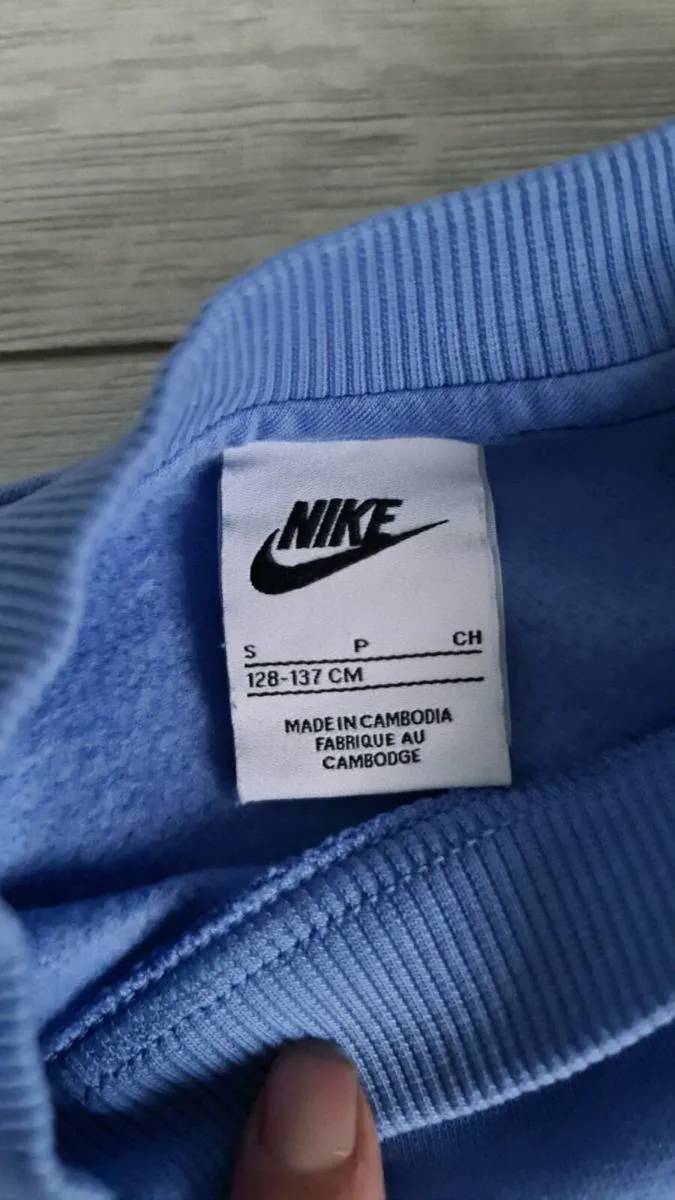 NIKE
S P CH
128-137 CM
MADE IN CAMBODIA
FABRIQUE AU
CAMBODGE